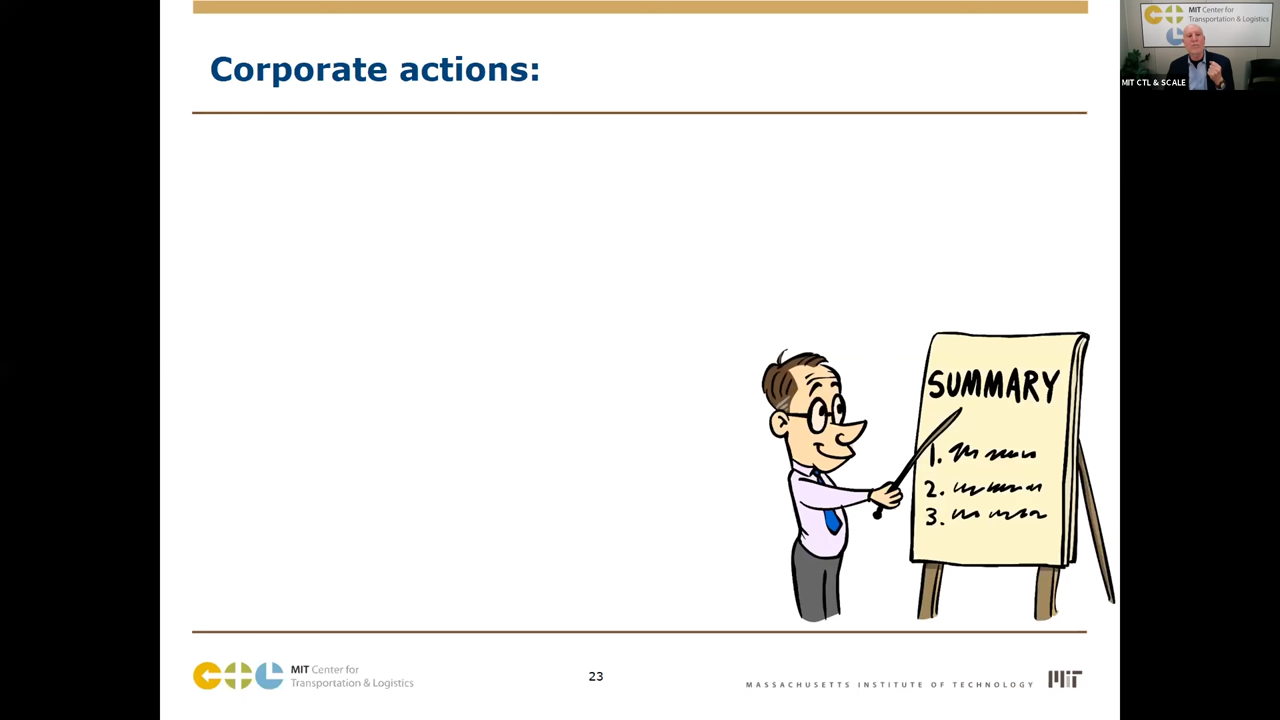 Corporate actions:
SUMMARY
1.
2.
3.
MIT Center for
Transportation & Logistics
23
MASSACHUSETTS INSTITUTE OF TECHNOLOGY
MIT
MIT Center for
Transportation & Logistics
MIT CTL & SCALE